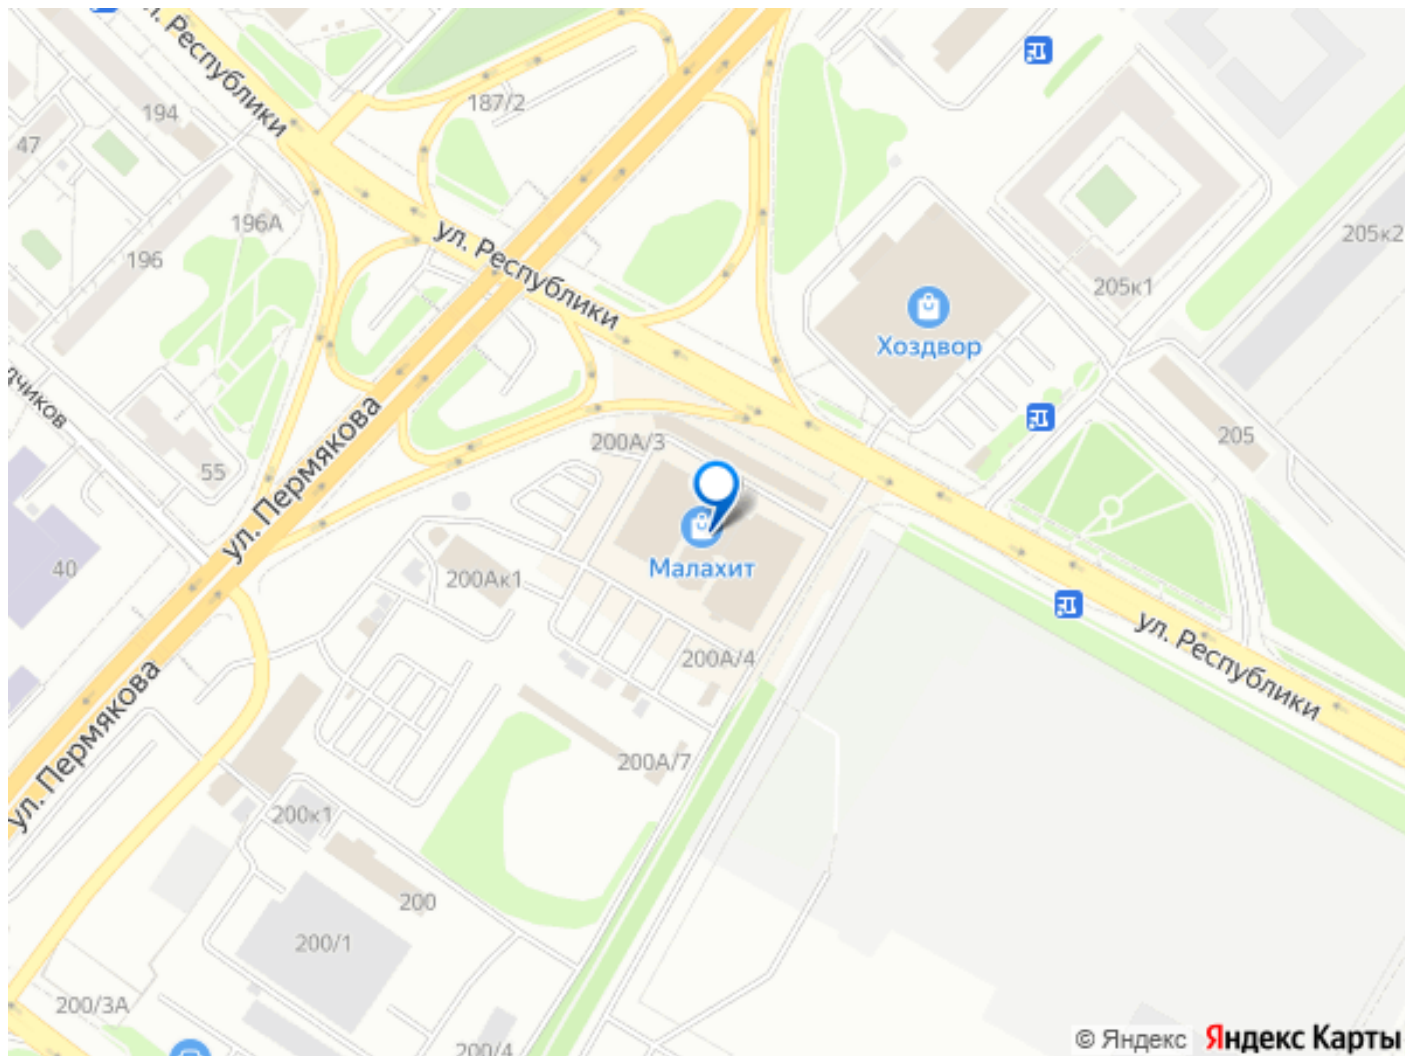 ул. Республики
187/2
194
47
196А
ул. Республики
196
205к2
205к1
Хоздвор
дчиков
ул. Пермякова
200А/3
205
55
40
200Ак1
Малахит
ул. Республики
200А/4
ул. Пермякова
200А/7
200к1
200
200/1
200/3А
200/4
© Яндекс Яндекс Карты